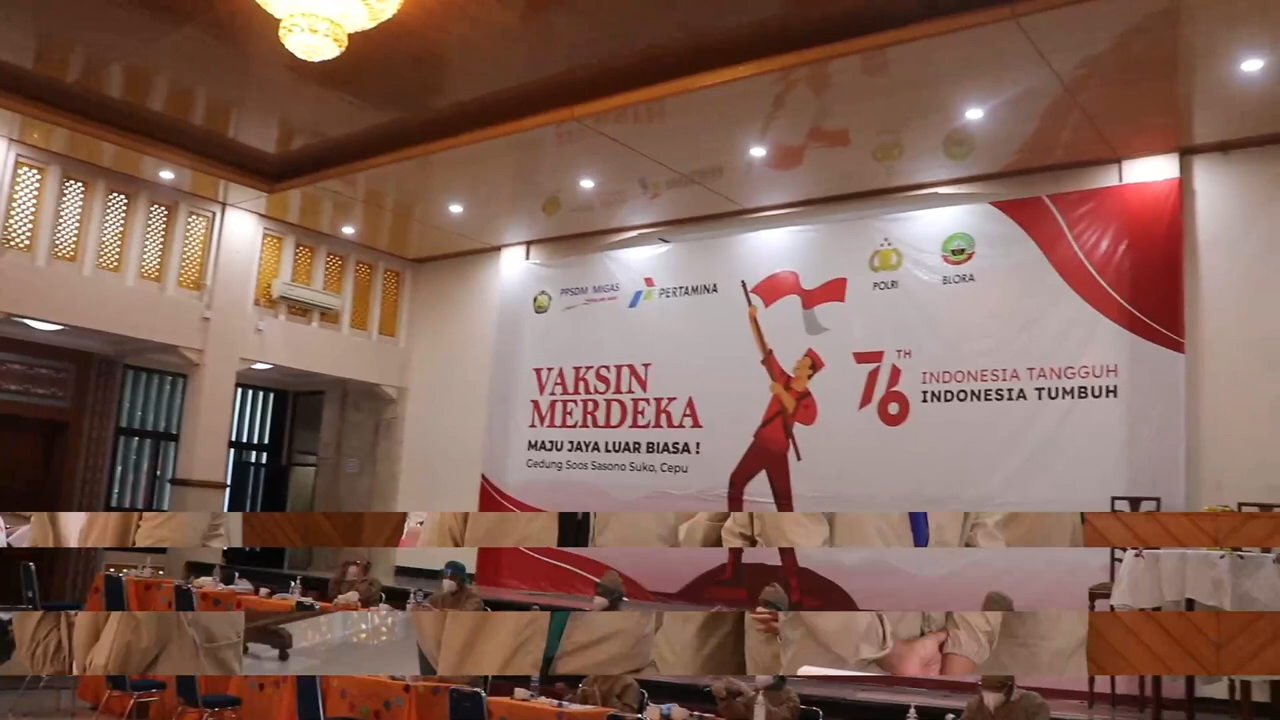 PPSDM MIGAS
PERTAMINA
POLRI
BLORA
VAKSIN
MERDEKA
MAJU JAYA LUAR BIASA !
Gedung Soos Sasono Suko, Cepu
76TH
INDONESIA TANGGUH
INDONESIA TUMBUH